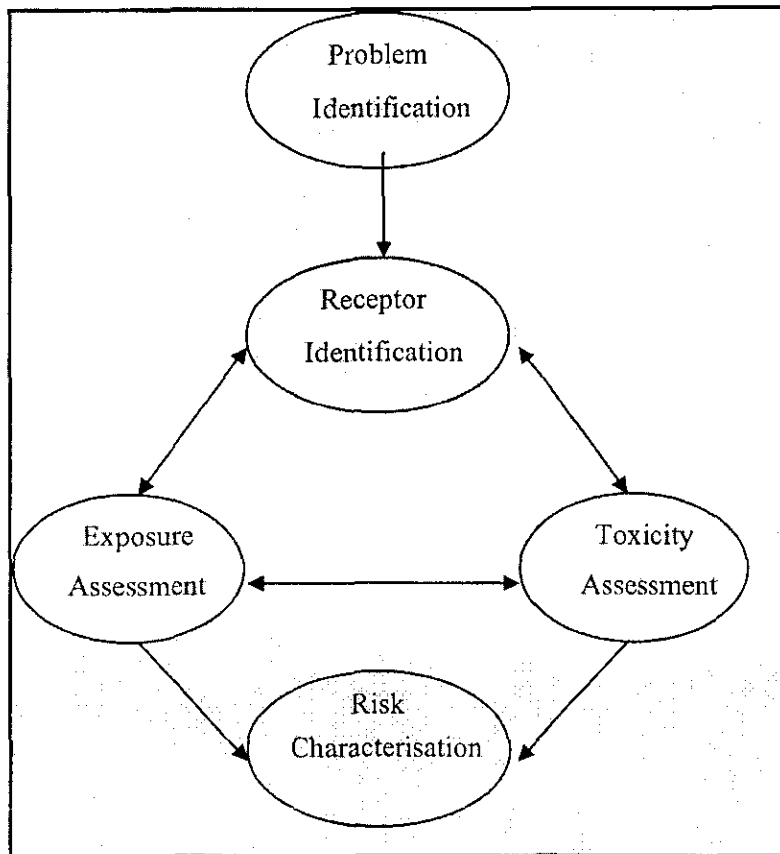 Problem
Identification
Receptor
Identification
Exposure
Assessment
Toxicity
Assessment
Risk
Characterisation